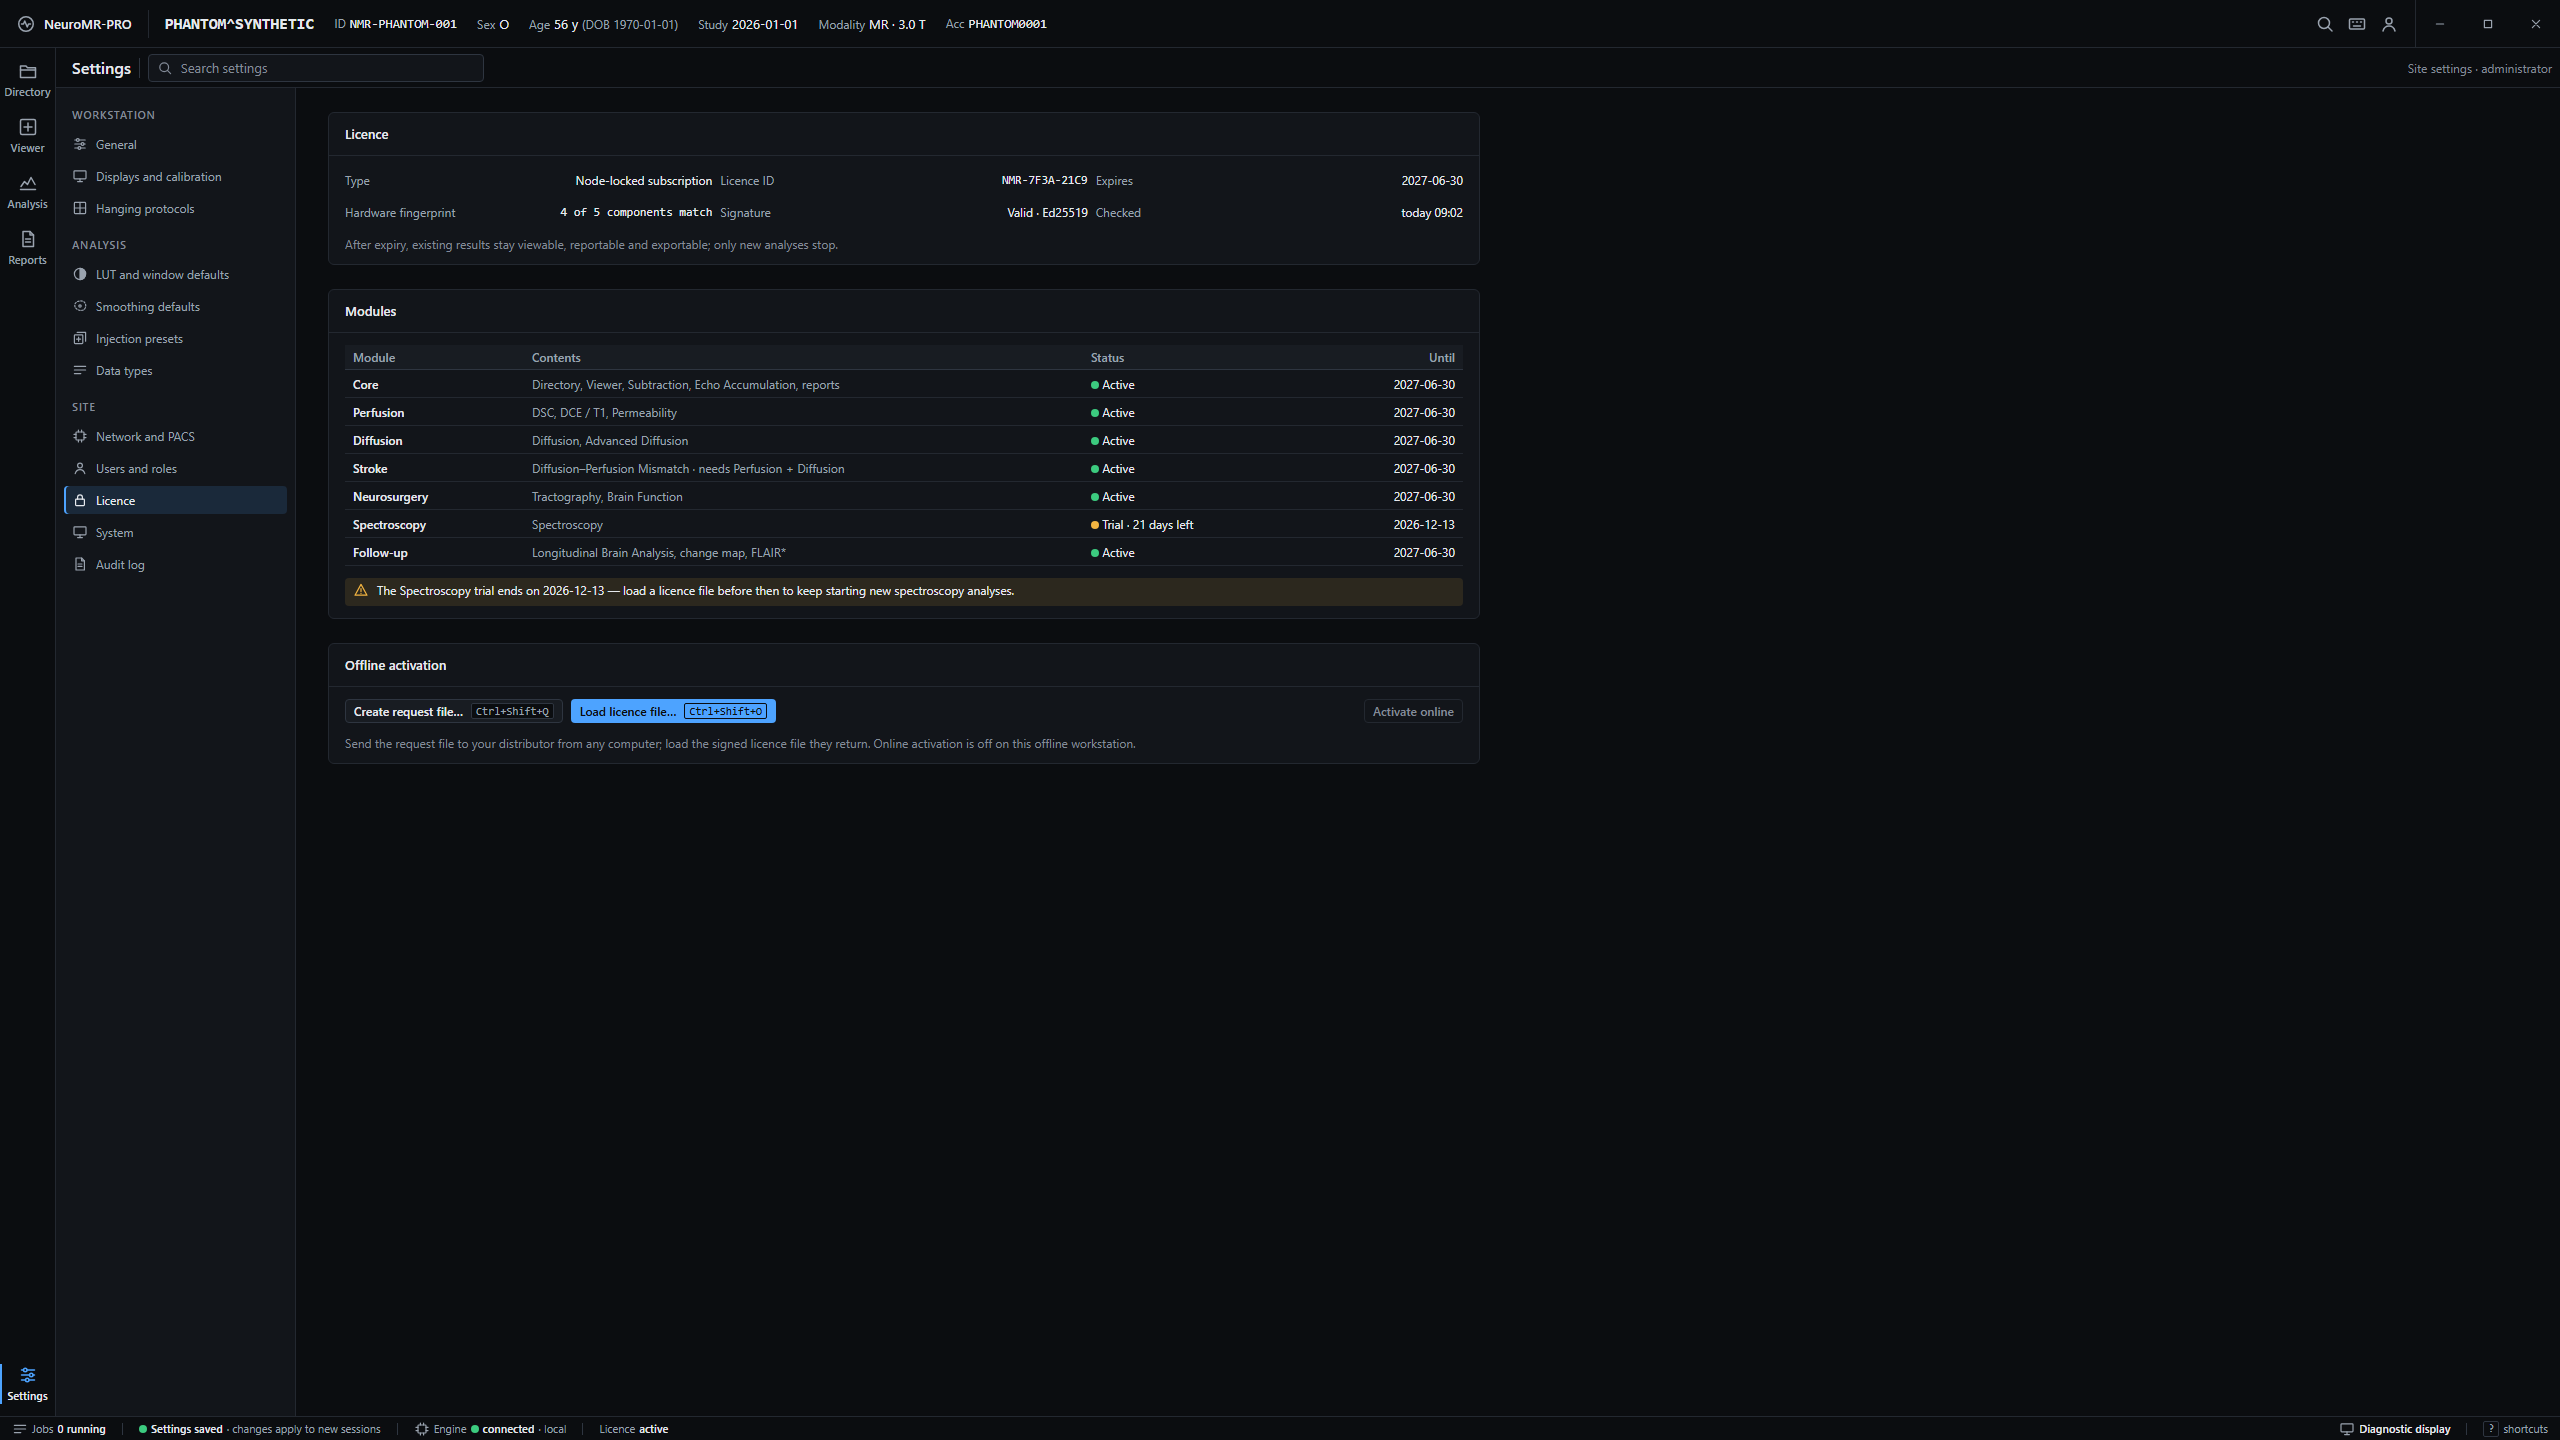 NeuroMR-PRO PHANTOM^SYNTHETIC ID NMR-PHANTOM-001 Sex O Age 56 y (DOB 1970-01-01) Study 2026-01-01 Modality MR · 3.0 T Acc PHANTOM0001
Directory
Viewer
Analysis
Reports
Settings
Settings Search settings Site settings · administrator
WORKSTATION
General
Displays and calibration
Hanging protocols
ANALYSIS
LUT and window defaults
Smoothing defaults
Injection presets
Data types
SITE
Network and PACS
Users and roles
Licence
System
Audit log
Licence
Type Node-locked subscription Licence ID NMR-7F3A-21C9 Expires 2027-06-30
Hardware fingerprint 4 of 5 components match Signature Valid · Ed25519 Checked today 09:02
After expiry, existing results stay viewable, reportable and exportable; only new analyses stop.
Modules
Module Contents Status Until
Core Directory, Viewer, Subtraction, Echo Accumulation, reports Active 2027-06-30
Perfusion DSC, DCE / T1, Permeability Active 2027-06-30
Diffusion Diffusion, Advanced Diffusion Active 2027-06-30
Stroke Diffusion–Perfusion Mismatch · needs Perfusion + Diffusion Active 2027-06-30
Neurosurgery Tractography, Brain Function Active 2027-06-30
Spectroscopy Spectroscopy Trial · 21 days left 2026-12-13
Follow-up Longitudinal Brain Analysis, change map, FLAIR* Active 2027-06-30
The Spectroscopy trial ends on 2026-12-13 — load a licence file before then to keep starting new spectroscopy analyses.
Offline activation
Create request file... Ctrl+Shift+Q Load licence file... Ctrl+Shift+O Activate online
Send the request file to your distributor from any computer; load the signed licence file they return. Online activation is off on this offline workstation.
Jobs 0 running Settings saved · changes apply to new sessions Engine connected · local Licence active Diagnostic display ? shortcuts